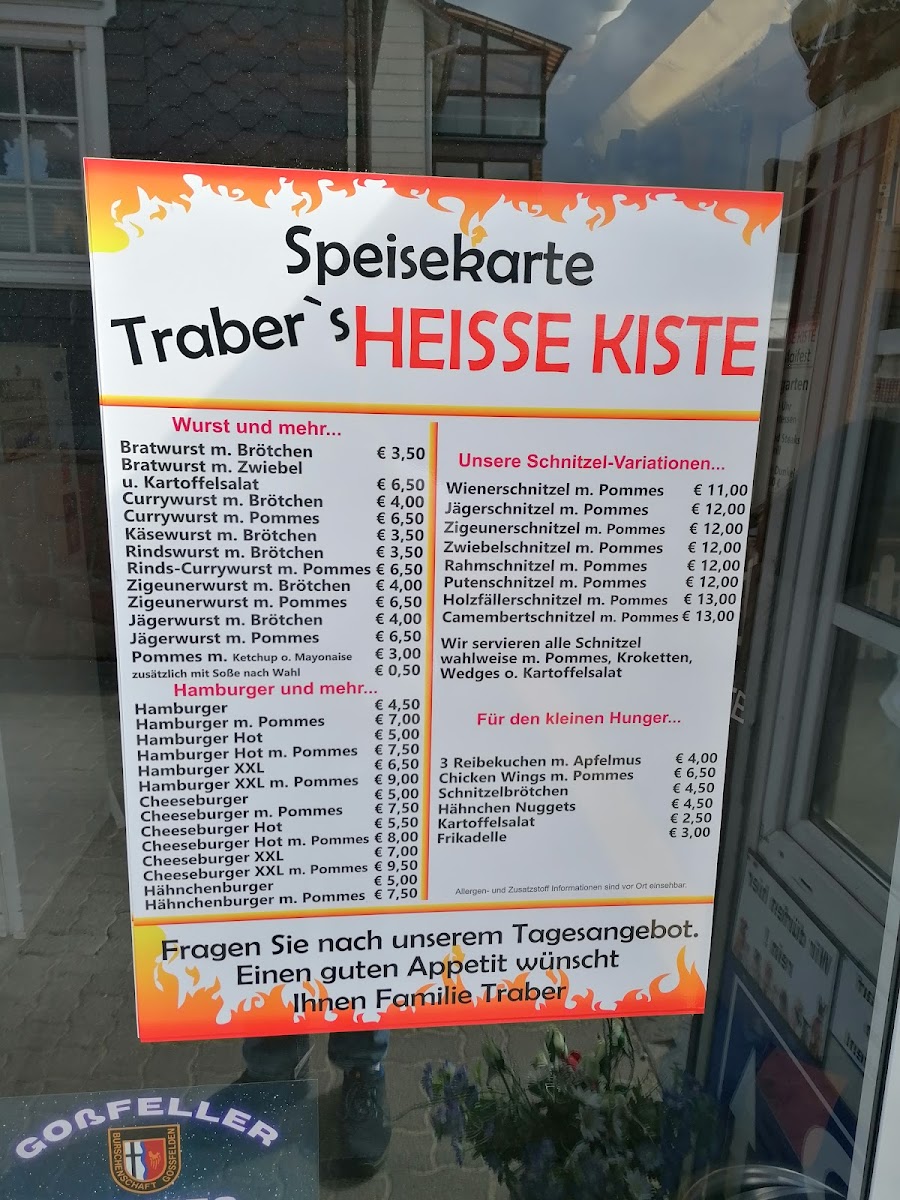 Speisekarte
Traber`s HEISSE KISTE
Wurst und mehr...
Bratwurst m. Brötchen € 3,50
Bratwurst m. Zwiebel
u. Kartoffelsalat € 6,50
Currywurst m. Brötchen € 4,00
Currywurst m. Pommes € 6,50
Käsewurst m. Brötchen € 3,50
Rindswurst m. Brötchen € 3,50
Rinds-Currywurst m. Pommes € 6,50
Zigeunerwurst m. Brötchen € 4,00
Zigeunerwurst m. Pommes € 6,50
Jägerwurst m. Brötchen € 4,00
Jägerwurst m. Pommes € 6,50
Pommes m. Ketchup o. Mayonaise € 3,00
zusätzlich mit Soße nach Wahl € 0,50
Hamburger und mehr...
Hamburger € 4,50
Hamburger m. Pommes € 7,00
Hamburger Hot € 5,00
Hamburger Hot m. Pommes € 7,50
Hamburger XXL € 6,50
Hamburger XXL m. Pommes € 9,00
Cheeseburger € 5,00
Cheeseburger m. Pommes € 7,50
Cheeseburger Hot € 5,50
Cheeseburger Hot m. Pommes € 8,00
Cheeseburger XXL € 7,00
Cheeseburger XXL m. Pommes € 9,50
Hähnchenburger € 5,00
Hähnchenburger m. Pommes € 7,50
Unsere Schnitzel-Variationen...
Wienerschnitzel m. Pommes € 11,00
Jägerschnitzel m. Pommes € 12,00
Zigeunerschnitzel m. Pommes € 12,00
Zwiebelschnitzel m. Pommes € 12,00
Rahmschnitzel m. Pommes € 12,00
Putenschnitzel m. Pommes € 12,00
Holzfällerschnitzel m. Pommes € 13,00
Camembertschnitzel m. Pommes € 13,00
Wir servieren alle Schnitzel
wahlweise m. Pommes, Kroketten,
Wedges o. Kartoffelsalat
Für den kleinen Hunger...
3 Reibekuchen m. Apfelmus € 4,00
Chicken Wings m. Pommes € 6,50
Schnitzelbrötchen € 4,50
Hähnchen Nuggets € 4,50
Kartoffelsalat € 2,50
Frikadelle € 3,00
Allergen- und Zusatzstoff Informationen sind vor Ort einsehbar.
Fragen Sie nach unserem Tagesangebot.
Einen guten Appetit wünscht
Ihnen Familie Traber
GOßFELLER
BURSCHENSCHAFT GOSSFELDEN
Wir dürfen hier
rein !